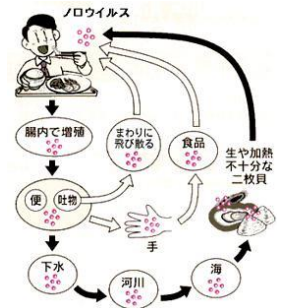 ノロウイルス
腸内で増殖
まわりに
飛び散る
食品
生や加熱
不十分な
二枚貝
便
吐物
手
下水
河川
海